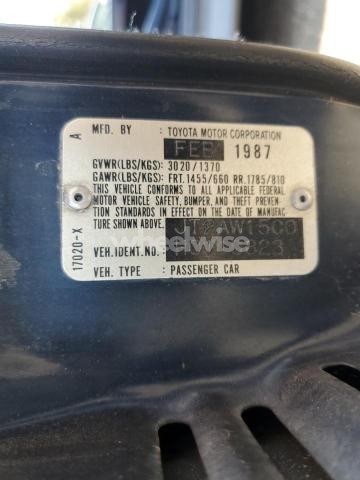 A
MFD. BY : TOYOTA MOTOR CORPORATION
FEB 1987
GVWR(LBS/KGS): 3020/1370
GAWR(LBS/KGS): FRT. 1455/660 RR. 1785/810
THIS VEHICLE CONFORMS TO ALL APPLICABLE FEDERAL
MOTOR VEHICLE SAFETY, BUMPER, AND THEFT PREVEN-
TION STANDARDS IN EFFECT ON THE DATE OF MANUFAC-
TURE SHOWN ABOVE. JT2AW15C0
VEH.IDENT.NO.
VEH. TYPE : PASSENGER CAR
17020-X
wheelwise